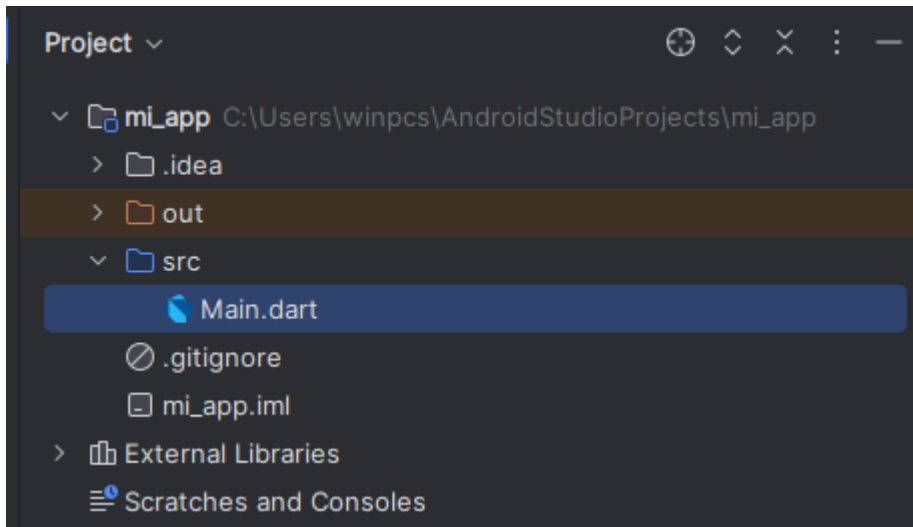 Project
mi_app C:\Users\winpcs\AndroidStudioProjects\mi_app
.idea
out
src
Main.dart
.gitignore
mi_app.iml
External Libraries
Scratches and Consoles